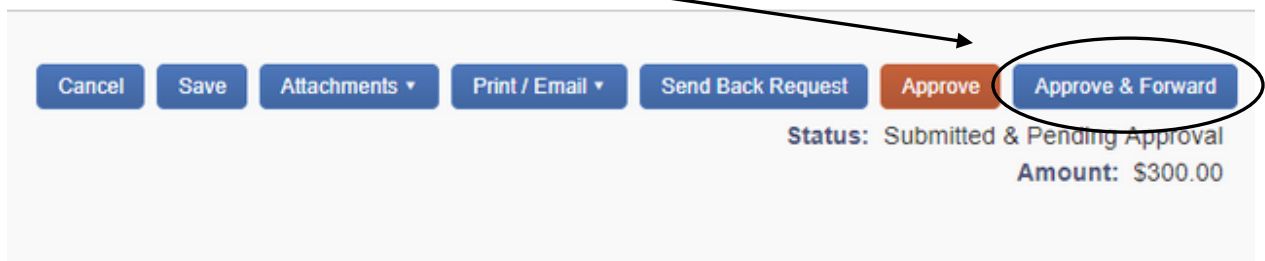 Cancel Save Attachments Print / Email Send Back Request Approve Approve & Forward
Status: Submitted & Pending Approval
Amount: $300.00